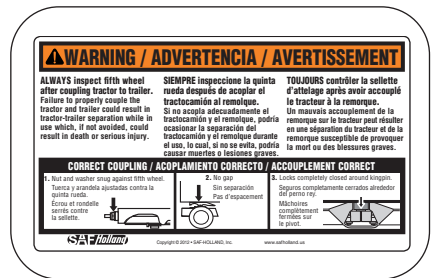 WARNING / ADVERTENCIA / AVERTISSEMENT
ALWAYS inspect fifth wheel
after coupling tractor to trailer.
Failure to properly couple the
tractor and trailer could result in
tractor-trailer separation while in
use which, if not avoided, could
result in death or serious injury.
SIEMPRE inspeccione la quinta
rueda después de acoplar el
tractocamión al remolque.
Si no acopla adecuadamente el
tractocamión y el remolque, podría
ocasionar la separación del
tractocamión y el remolque durante
el uso, lo cual, si no se evita, podría
causar muertes o lesiones graves.
TOUJOURS contrôler la sellette
d'attelage après avoir accouplé
le tracteur à la remorque.
Un mauvais accouplement de la
remorque sur le tracteur peut résulter
en une séparation du tracteur et de la
remorque susceptible de provoquer
la mort ou des blessures graves.
CORRECT COUPLING / ACOPLAMIENTO CORRECTO / ACCOUPLEMENT CORRECT
1. Nut and washer snug against fifth wheel.
Tuerca y arandela ajustadas contra la
quinta rueda.
Écrou et rondelle
serrés contre
la sellette.
2. No gap
Sin separación
Pas d'espacement
3. Locks completely closed around kingpin.
Seguros completamente cerrados alrededor
del perno rey.
Mâchoires
complètement
fermées sur
le pivot.
SAF Holland
Copyright © 2012 • SAF-HOLLAND, Inc.
www.safholland.us